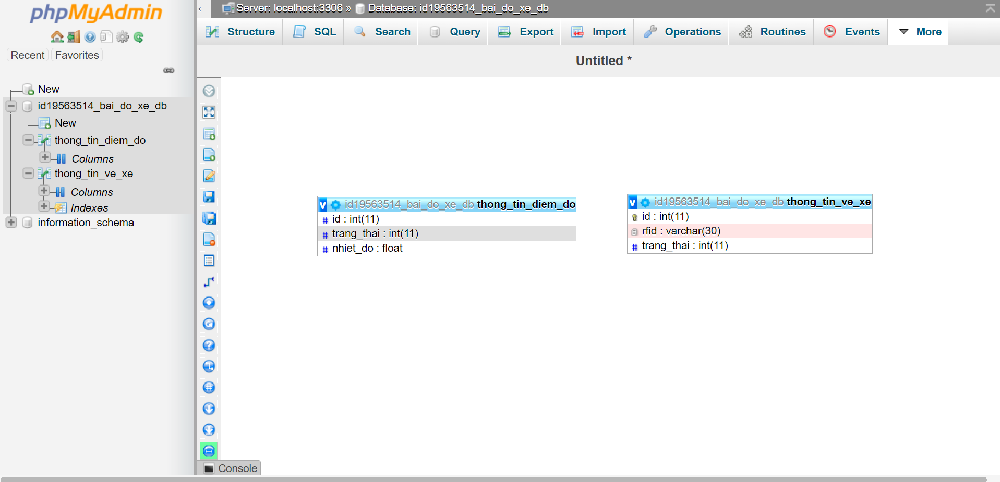 phpMyAdmin
Recent
Favorites
New
id19563514_bai_do_xe_db
New
thong_tin_diem_do
Columns
thong_tin_ve_xe
Columns
Indexes
information_schema
Server: localhost:3306 » Database: id19563514_bai_do_xe_db
Structure SQL Search Query Export Import Operations Routines Events More
Untitled *
v id19563514_bai_do_xe_db thong_tin_diem_do
# id : int(11)
# trang_thai : int(11)
# nhiet_do : float
v id19563514_bai_do_xe_db thong_tin_ve_xe
id : int(11)
rfid : varchar(30)
# trang_thai : int(11)
Console